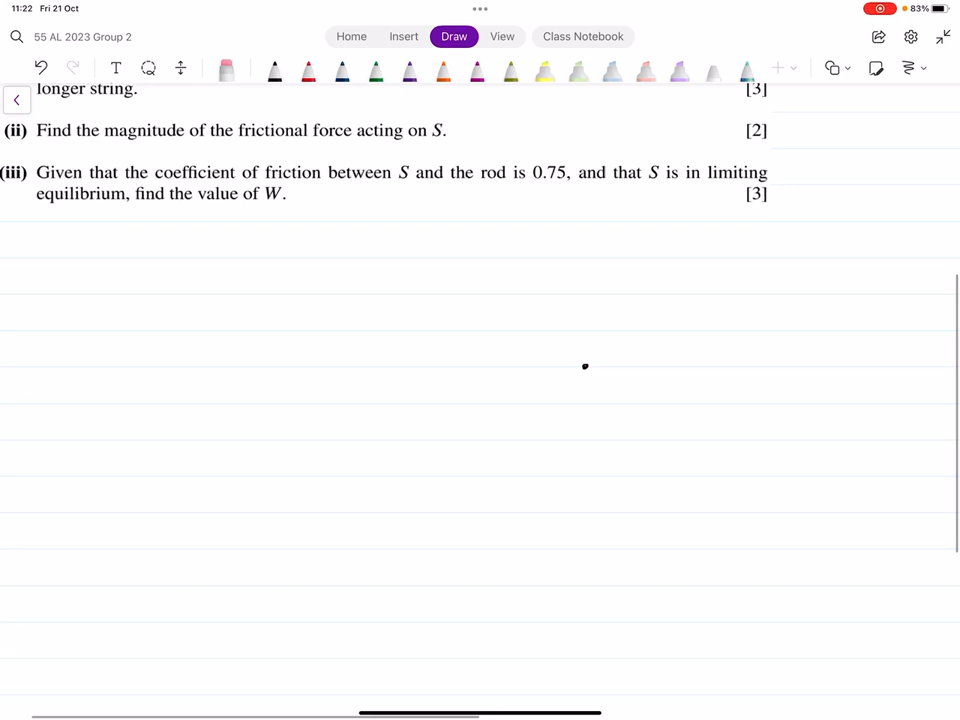 11:22 Fri 21 Oct
83%
55 AL 2023 Group 2
Home Insert Draw View Class Notebook
T
longer string. [3]
(ii) Find the magnitude of the frictional force acting on S. [2]
(iii) Given that the coefficient of friction between S and the rod is 0.75, and that S is in limiting
equilibrium, find the value of W. [3]